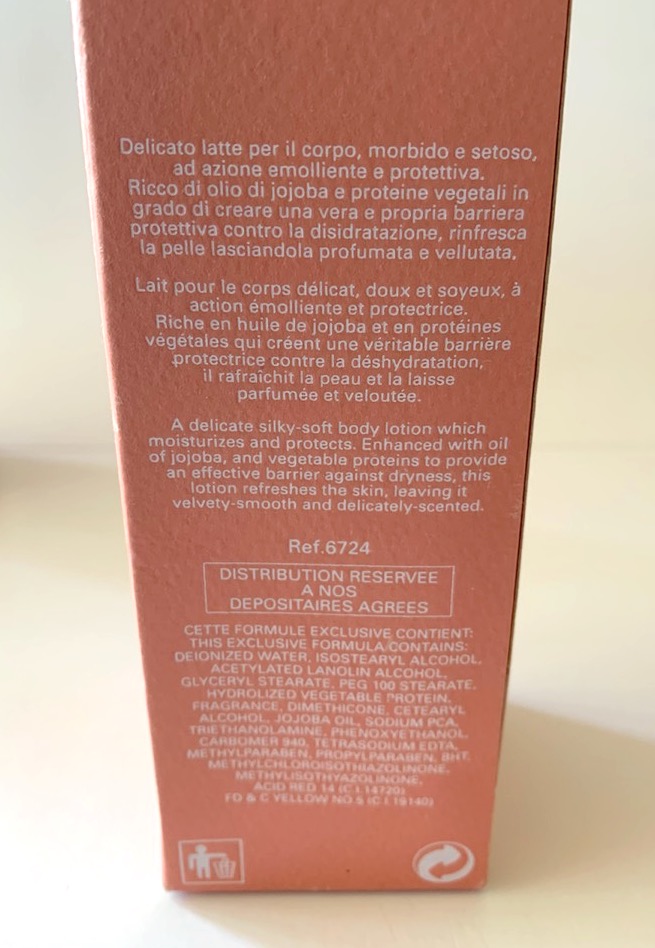 Delicato latte per il corpo, morbido e setoso,
ad azione emolliente e protettiva.
Ricco di olio di jojoba e proteine vegetali in
grado di creare una vera e propria barriera
protettiva contro la disidratazione, rinfresca
la pelle lasciandola profumata e vellutata.
Lait pour le corps délicat, doux et soyeux, à
action émolliente et protectrice.
Riche en huile de jojoba et en protéines
végétales qui créent une véritable barrière
protectrice contre la déshydratation,
il rafraîchit la peau et la laisse
parfumée et veloutée.
A delicate silky-soft body lotion which
moisturizes and protects. Enhanced with oil
of jojoba, and vegetable proteins to provide
an effective barrier against dryness, this
lotion refreshes the skin, leaving it
velvety-smooth and delicately-scented.
Ref.6724
DISTRIBUTION RESERVEE
A NOS
DEPOSITAIRES AGREES
CETTE FORMULE EXCLUSIVE CONTIENT:
THIS EXCLUSIVE FORMULA CONTAINS:
DEIONIZED WATER, ISOSTEARYL ALCOHOL,
ACETYLATED LANOLIN ALCOHOL,
GLYCERYL STEARATE, PEG 100 STEARATE,
HYDROLIZED VEGETABLE PROTEIN,
FRAGRANCE, DIMETHICONE, CETEARYL
ALCOHOL, JOJOBA OIL, SODIUM PCA,
TRIETHANOLAMINE, PHENOXYETHANOL,
CARBOMER 940, TETRASODIUM EDTA,
METHYLPARABEN, PROPYLPARABEN, BHT,
METHYLCHLOROISOTHIAZOLINONE,
METHYLISOTHYAZOLINONE,
ACID RED 14 (C.I. 14720)
FD & C YELLOW NO.5 (C.I. 19140)